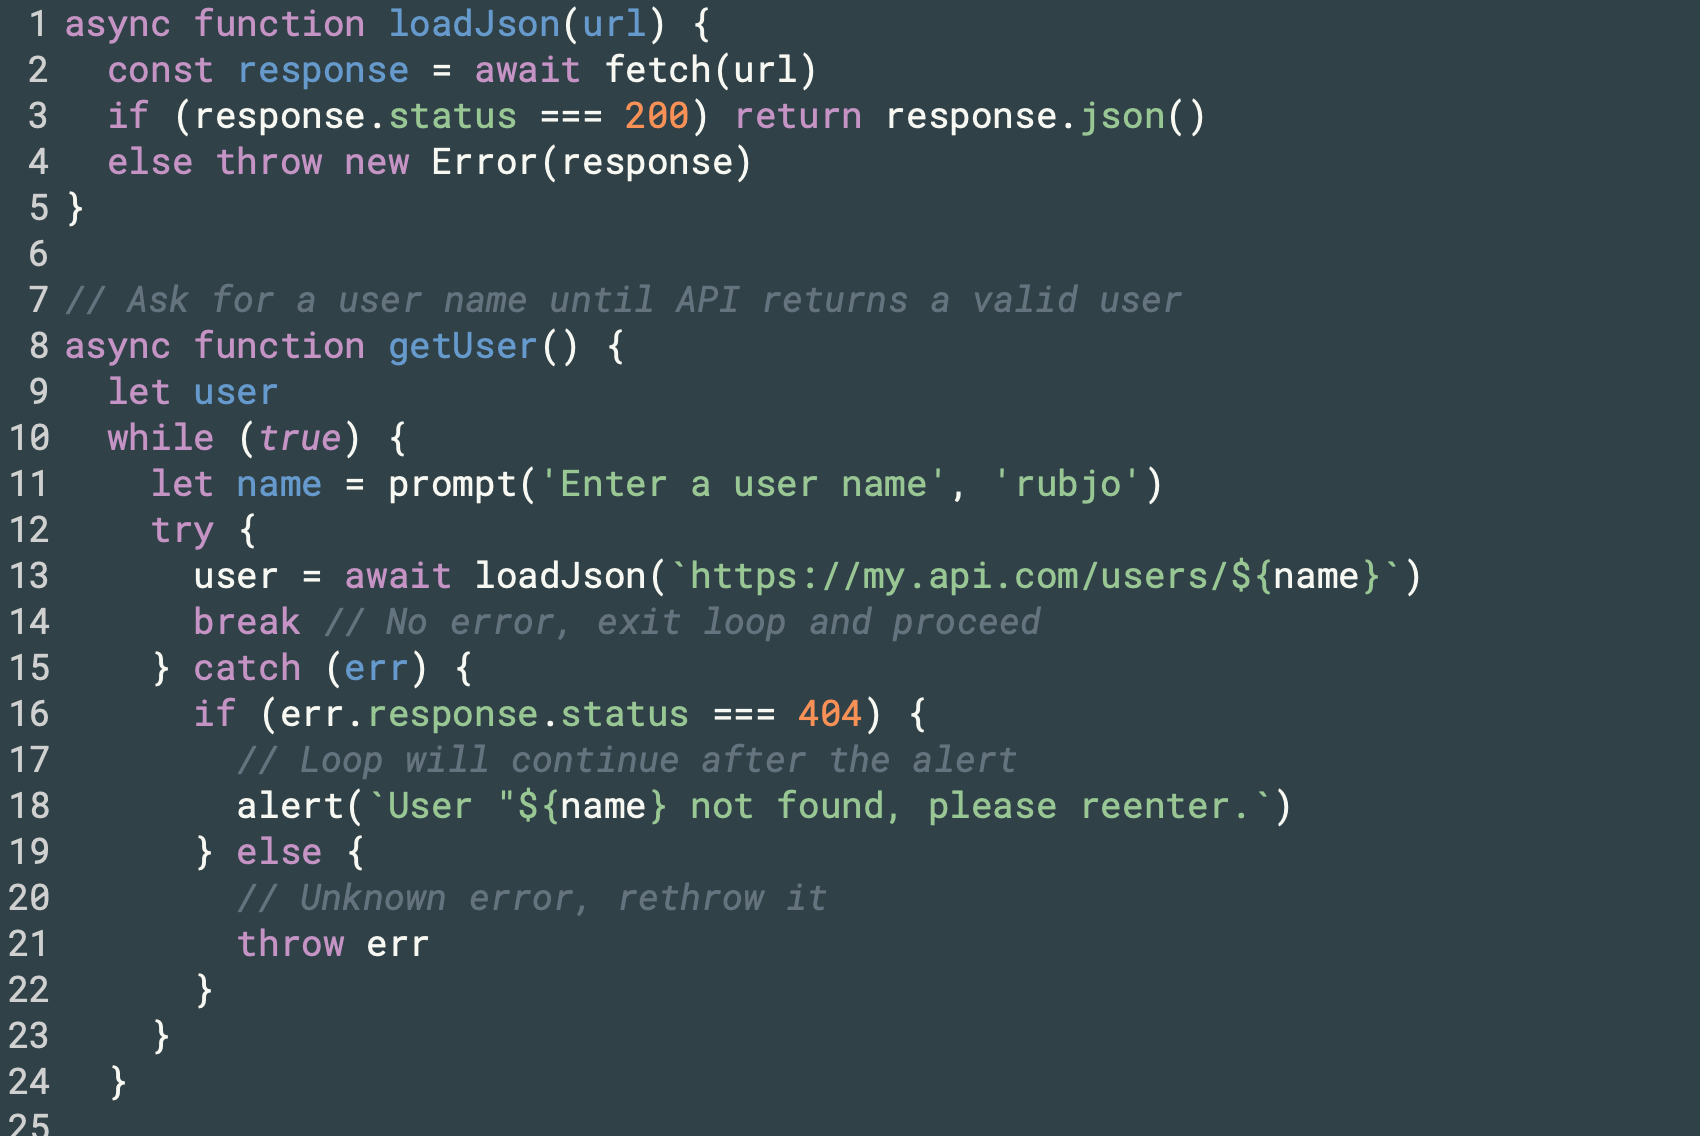 1 async function loadJson(url) {
2   const response = await fetch(url)
3   if (response.status === 200) return response.json()
4   else throw new Error(response)
5 }
6
7 // Ask for a user name until API returns a valid user
8 async function getUser() {
9   let user
10   while (true) {
11     let name = prompt('Enter a user name', 'rubjo')
12     try {
13       user = await loadJson(`https://my.api.com/users/${name}`)
14       break // No error, exit loop and proceed
15     } catch (err) {
16       if (err.response.status === 404) {
17         // Loop will continue after the alert
18         alert(`User "${name} not found, please reenter.`)
19       } else {
20         // Unknown error, rethrow it
21         throw err
22       }
23     }
24   }
25